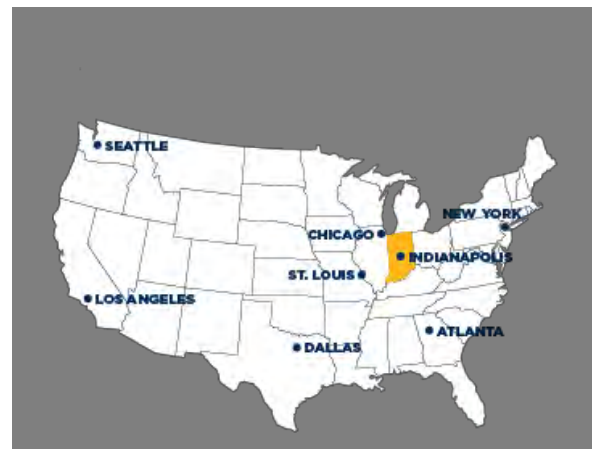 SEATTLE
NEW YORK
CHICAGO
INDIANAPOLIS
ST. LOUIS
LOS ANGELES
ATLANTA
DALLAS